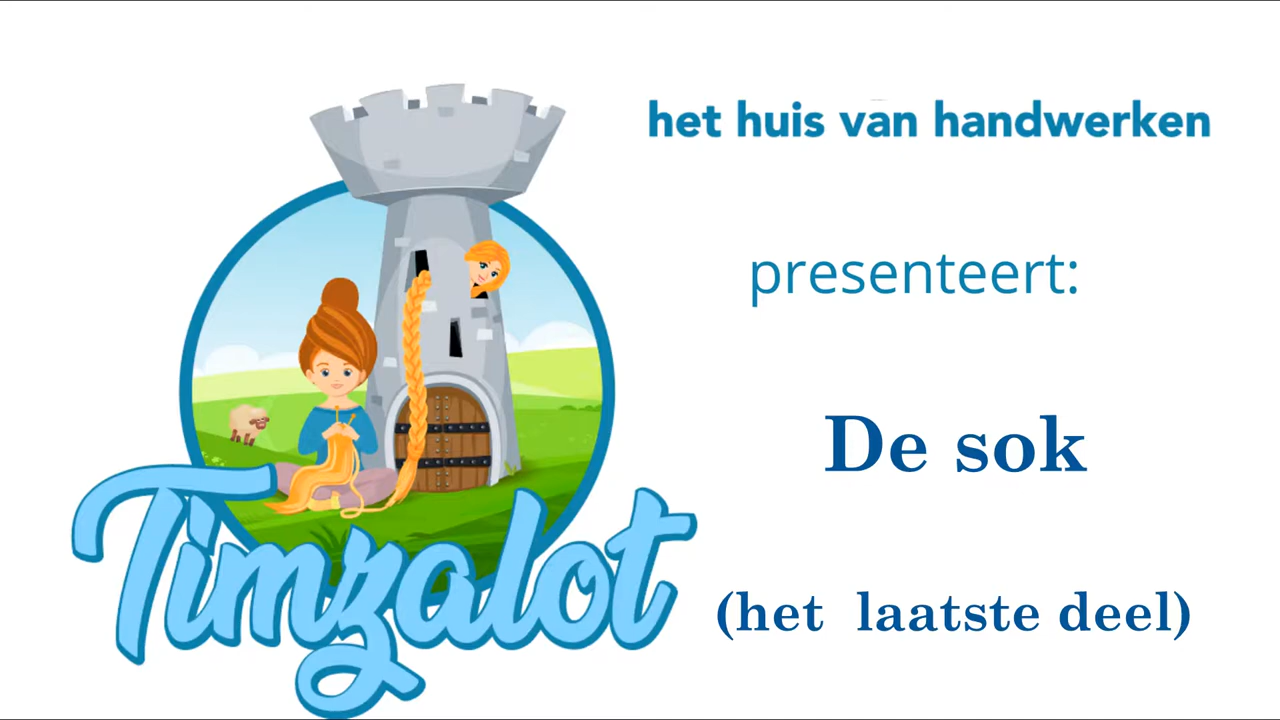 het huis van handwerken
presenteert:
De sok
(het laatste deel)
Timzalot